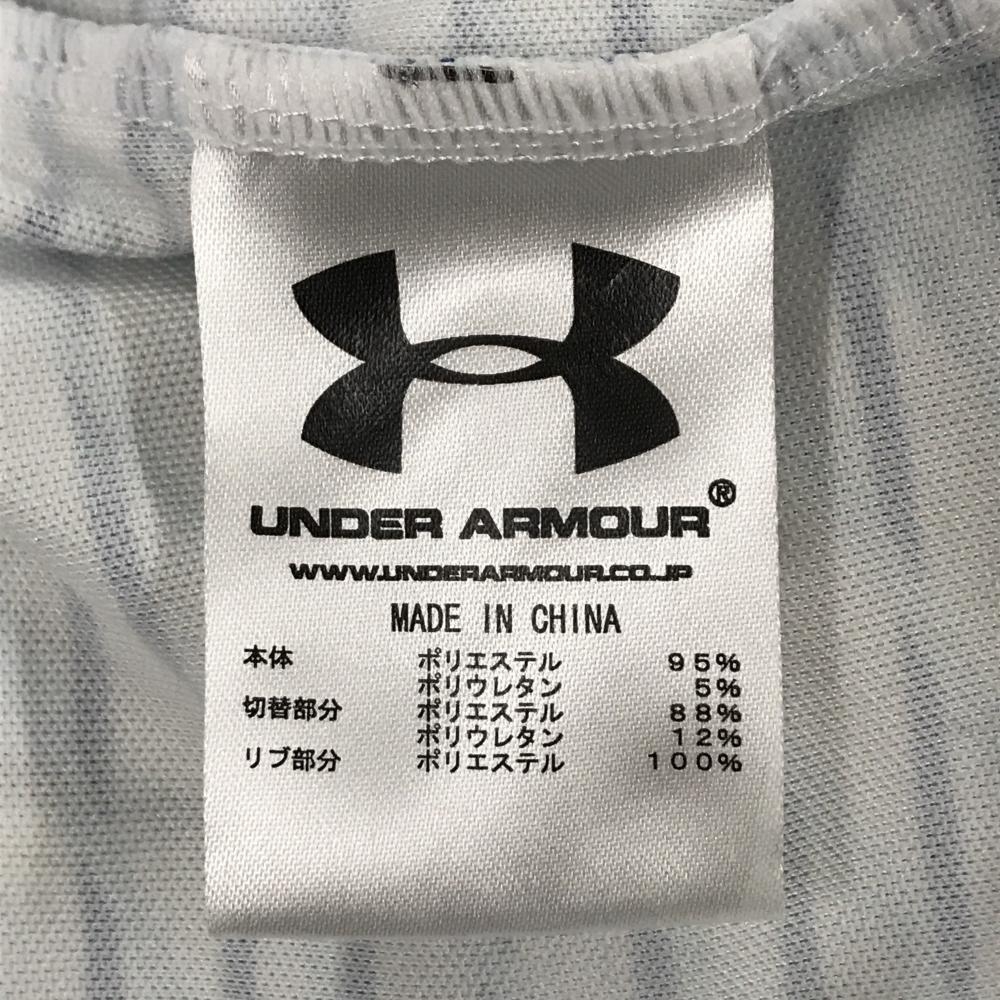 UNDER ARMOUR®
WWW.UNDERARMOUR.CO.JP
MADE IN CHINA
本体 ポリエステル 95%
ポリウレタン 5%
切替部分 ポリエステル 88%
ポリウレタン 12%
リブ部分 ポリエステル 100%